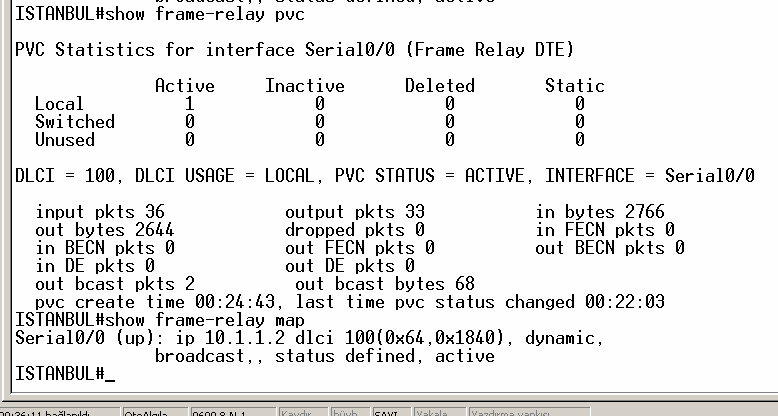 broadcast,, status defined, active
ISTANBUL#show frame-relay pvc
PVC Statistics for interface Serial0/0 (Frame Relay DTE)
Active Inactive Deleted Static
Local 1 0 0 0
Switched 0 0 0 0
Unused 0 0 0 0
DLCI = 100, DLCI USAGE = LOCAL, PVC STATUS = ACTIVE, INTERFACE = Serial0/0
input pkts 36 output pkts 33 in bytes 2766
out bytes 2644 dropped pkts 0 in FECN pkts 0
in BECN pkts 0 out FECN pkts 0 out BECN pkts 0
in DE pkts 0 out DE pkts 0
out bcast pkts 2 out bcast bytes 68
pvc create time 00:24:43, last time pvc status changed 00:22:03
ISTANBUL#show frame-relay map
Serial0/0 (up): ip 10.1.1.2 dlci 100(0x64,0x1840), dynamic,
broadcast,, status defined, active
ISTANBUL#_
bağlanıldı OtoAlgıla 9600 8-N-1 Kaydır büyh SAYI Yakala Yazdırma yankısı